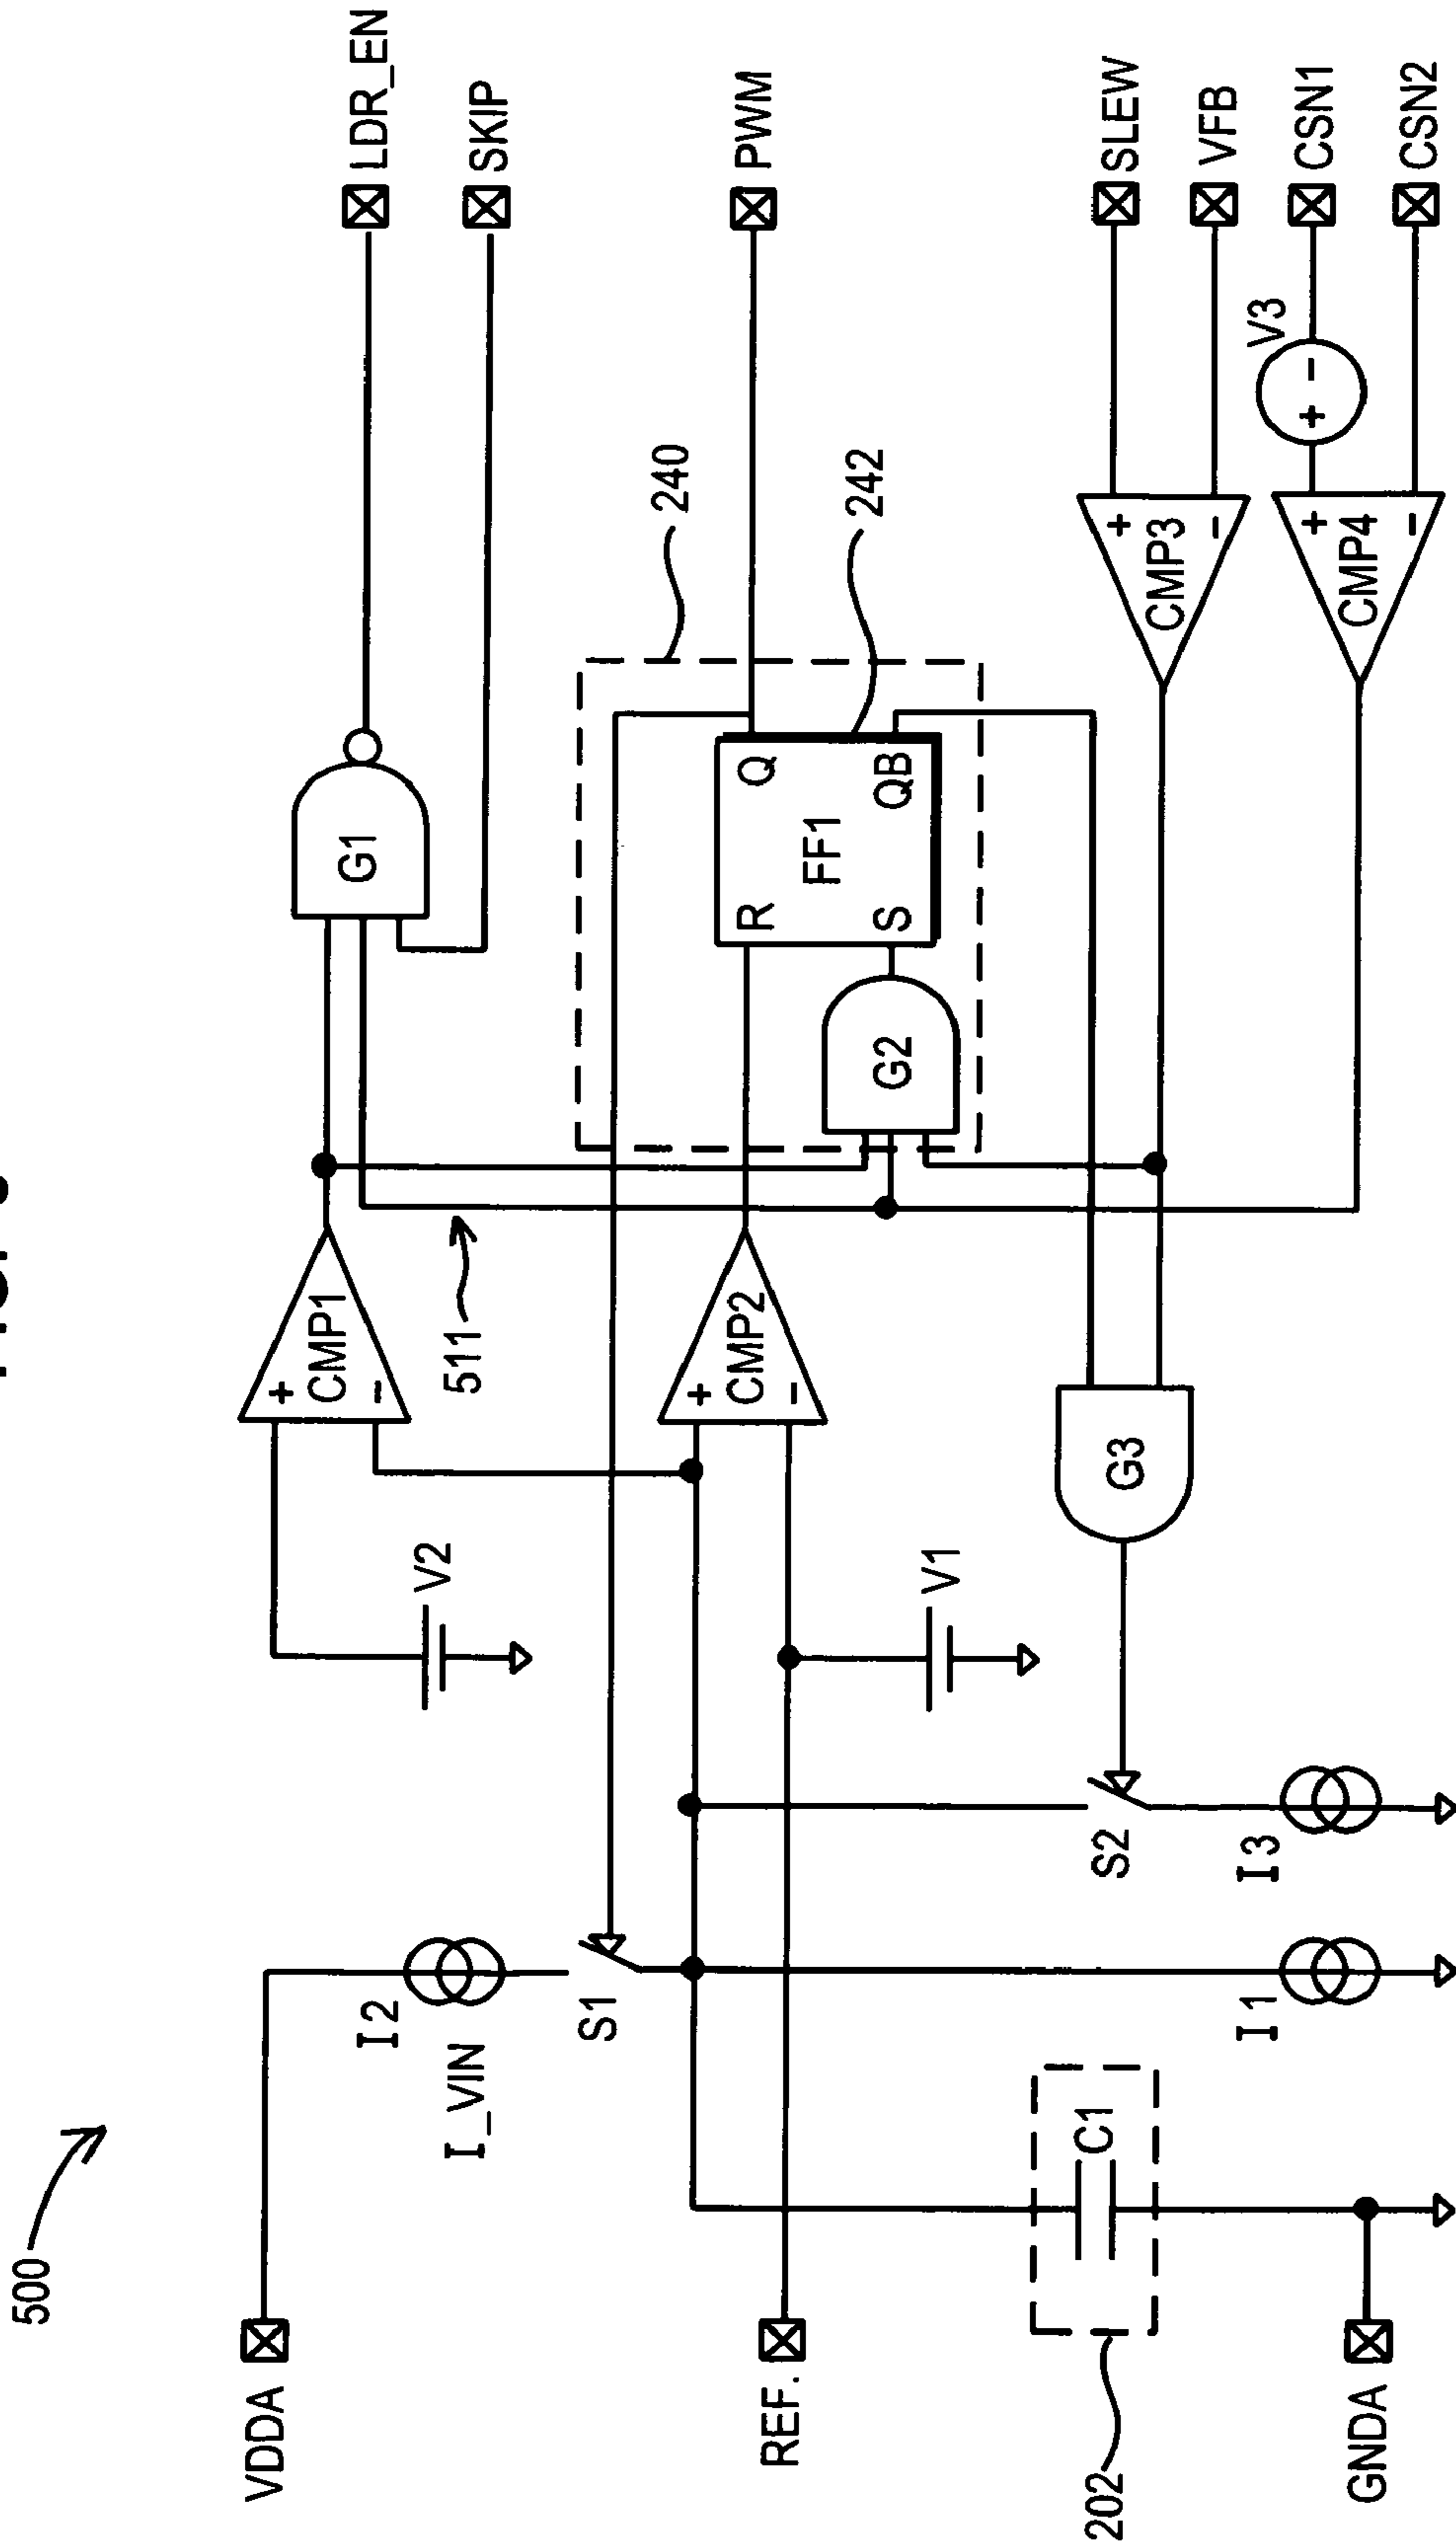 500
VDDA
I2
I_VIN
S1
V2
+
CMP1
-
G1
LDR_EN
SKIP
511
240
242
R
Q
FF1
S
QB
G2
PWM
REF.
+
CMP2
-
V1
202
C1
GNDA
I1
S2
I3
G3
+
CMP3
-
SLEW
VFB
+
CMP4
-
V3
+ -
CSN1
CSN2